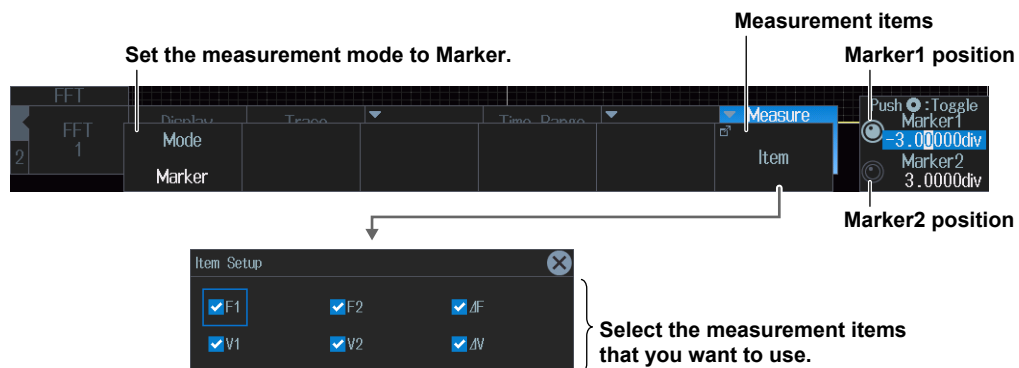 Measurement items
Set the measurement mode to Marker.
Marker1 position
FFT
Push :Toggle
Display
Trace
Time Range
Measure
Marker1
FFT
-3.00000div
Mode
1
2
Item
Marker2
Marker
3.0000div
Marker2 position
Item Setup
F1
F2
ΔF
V1
V2
ΔV
Select the measurement items
that you want to use.